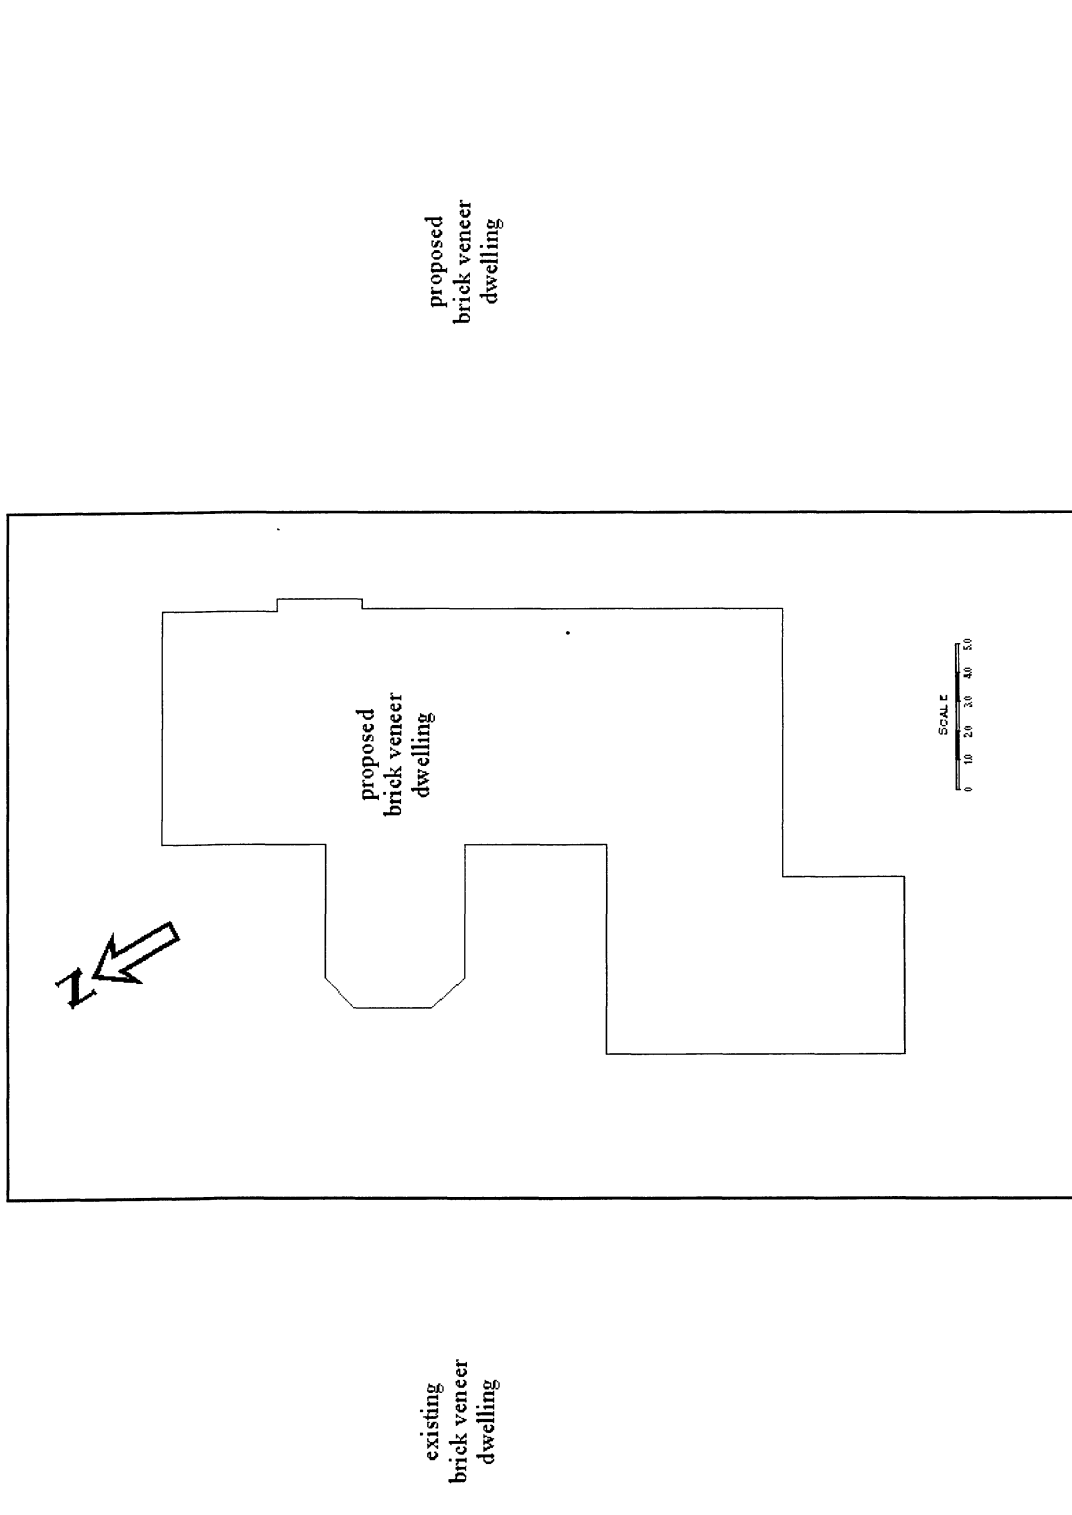 proposed
brick veneer
dwelling
proposed
brick veneer
dwelling
SCALE
0 1.0 2.0 3.0 4.0 5.0
N
existing
brick veneer
dwelling